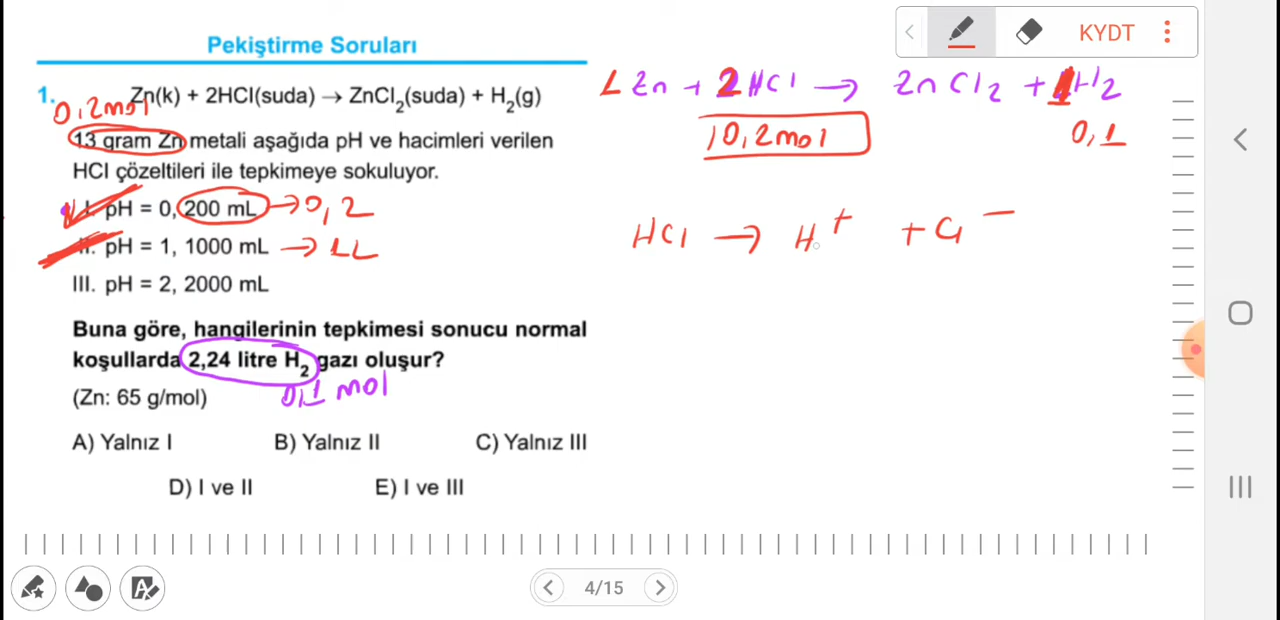 Pekiştirme Soruları
KYDT
1. Zn(k) + 2HCl(suda) → ZnCl₂(suda) + H₂(g)
0,2mol
13 gram Zn metali aşağıda pH ve hacimleri verilen
HCl çözeltileri ile tepkimeye sokuluyor.
I. pH = 0, 200 mL → 0,2
II. pH = 1, 1000 mL → 1L
III. pH = 2, 2000 mL
Buna göre, hangilerinin tepkimesi sonucu normal
koşullarda 2,24 litre H₂ gazı oluşur?
0,1 mol
(Zn: 65 g/mol)
A) Yalnız I B) Yalnız II C) Yalnız III
D) I ve II E) I ve III
1 Zn + 2HCl → ZnCl₂ + 1H₂
0,2mol 0,1
HCl → H⁺ + Cl⁻
4/15